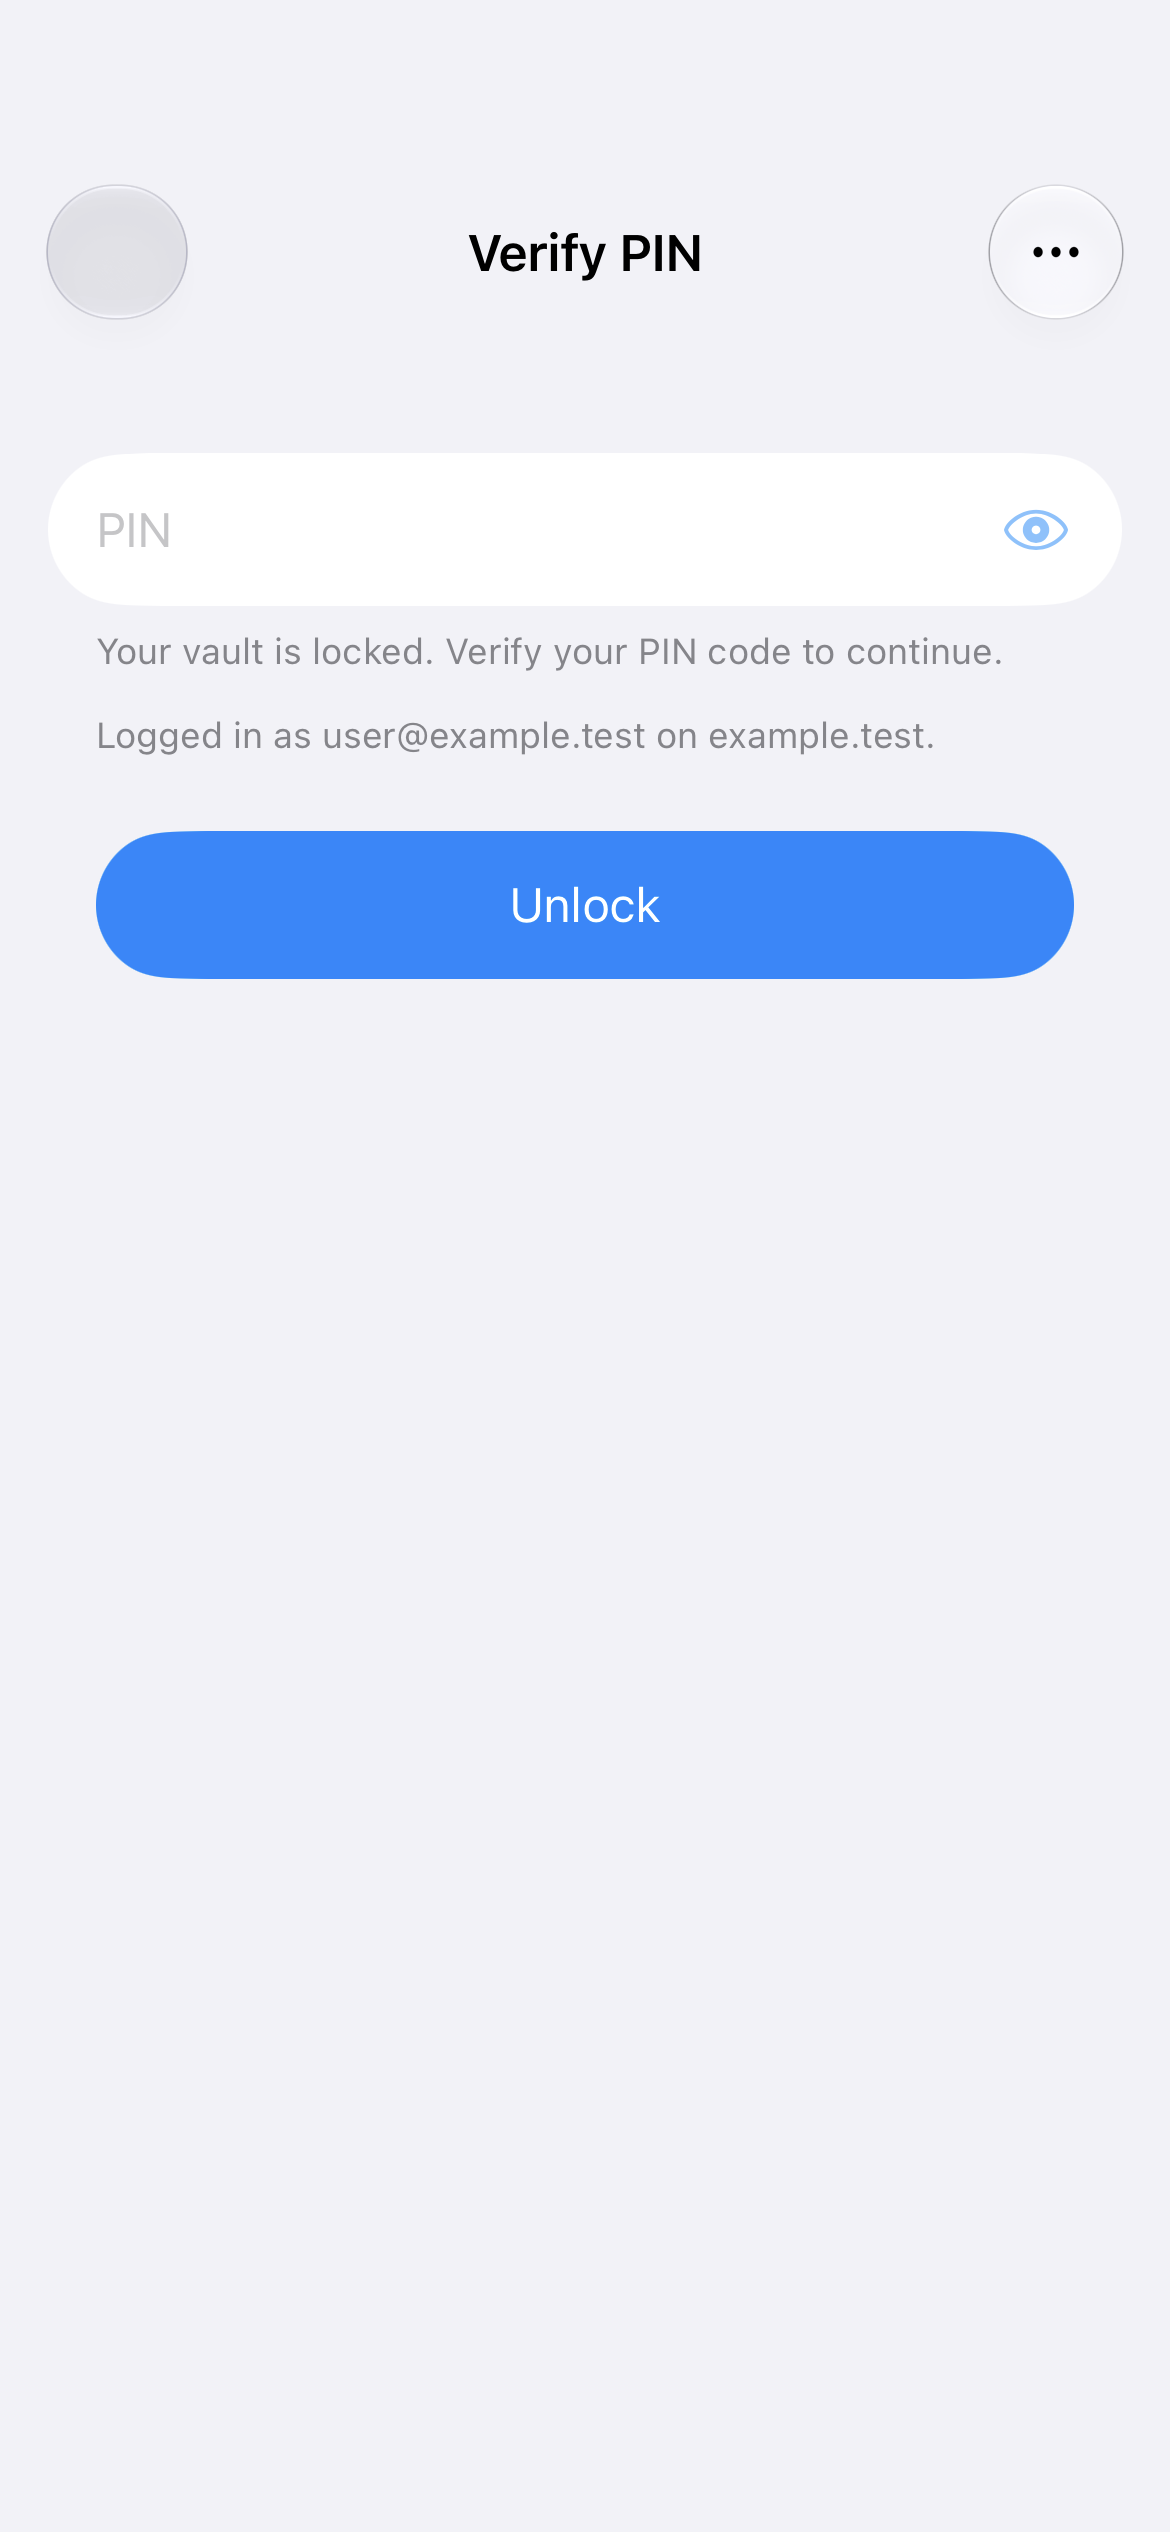 Verify PIN
PIN
Your vault is locked. Verify your PIN code to continue.
Logged in as user@example.test on example.test.
Unlock